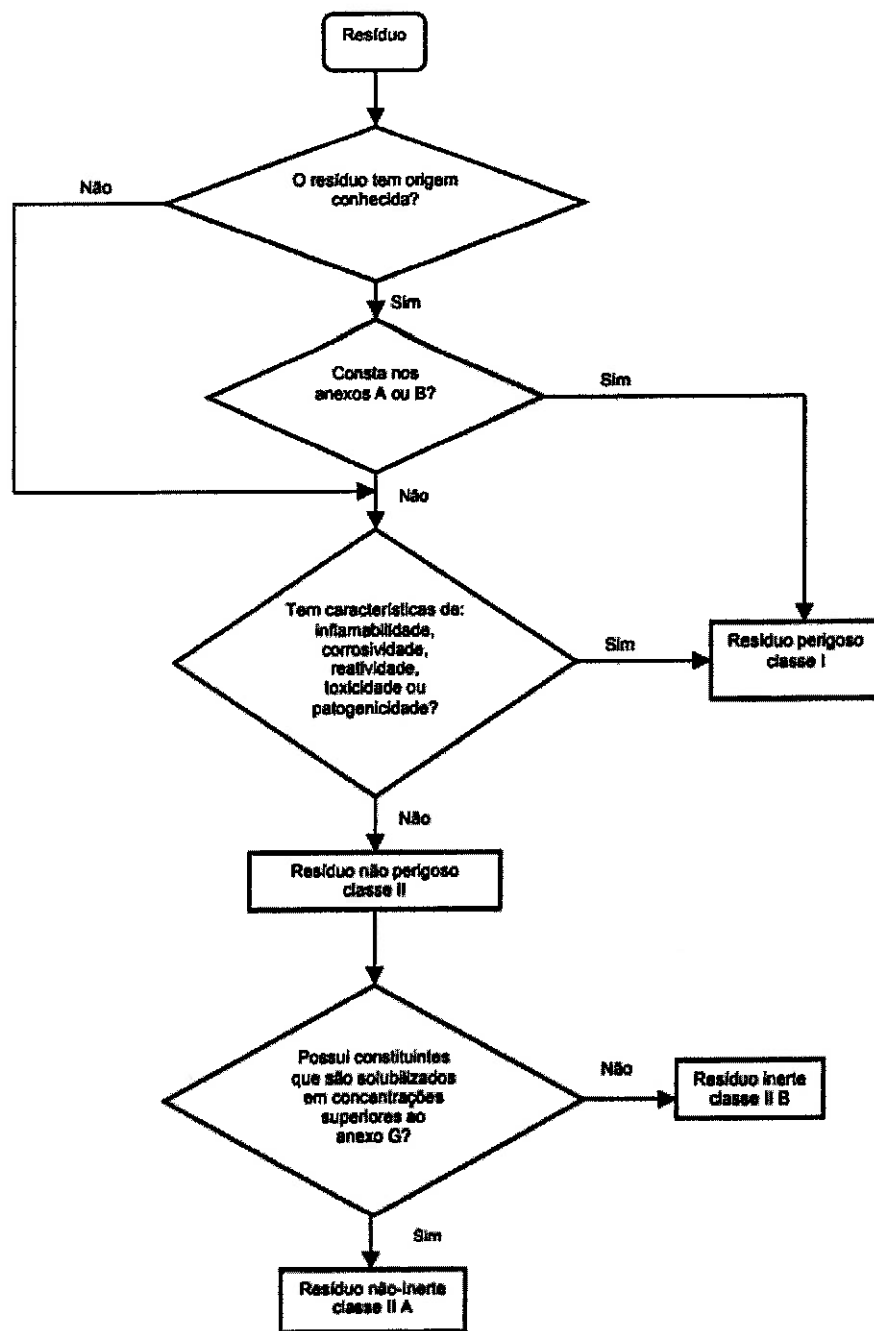 Resíduo
O resíduo tem origem
conhecida?
Não
Sim
Consta nos
anexos A ou B?
Sim
Não
Tem características de:
inflamabilidade,
corrosividade,
reatividade,
toxicidade ou
patogenicidade?
Sim
Resíduo perigoso
classe I
Não
Resíduo não perigoso
classe II
Possui constituintes
que são solubilizados
em concentrações
superiores ao
anexo G?
Não
Resíduo inerte
classe II B
Sim
Resíduo não-inerte
classe II A